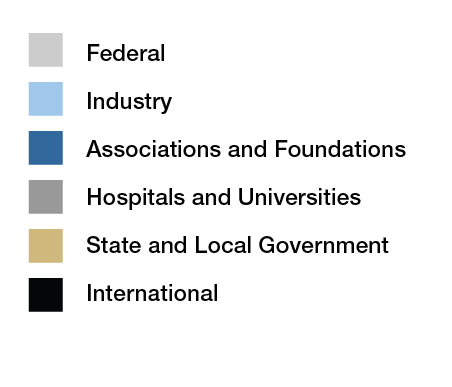 Federal
Industry
Associations and Foundations
Hospitals and Universities
State and Local Government
International